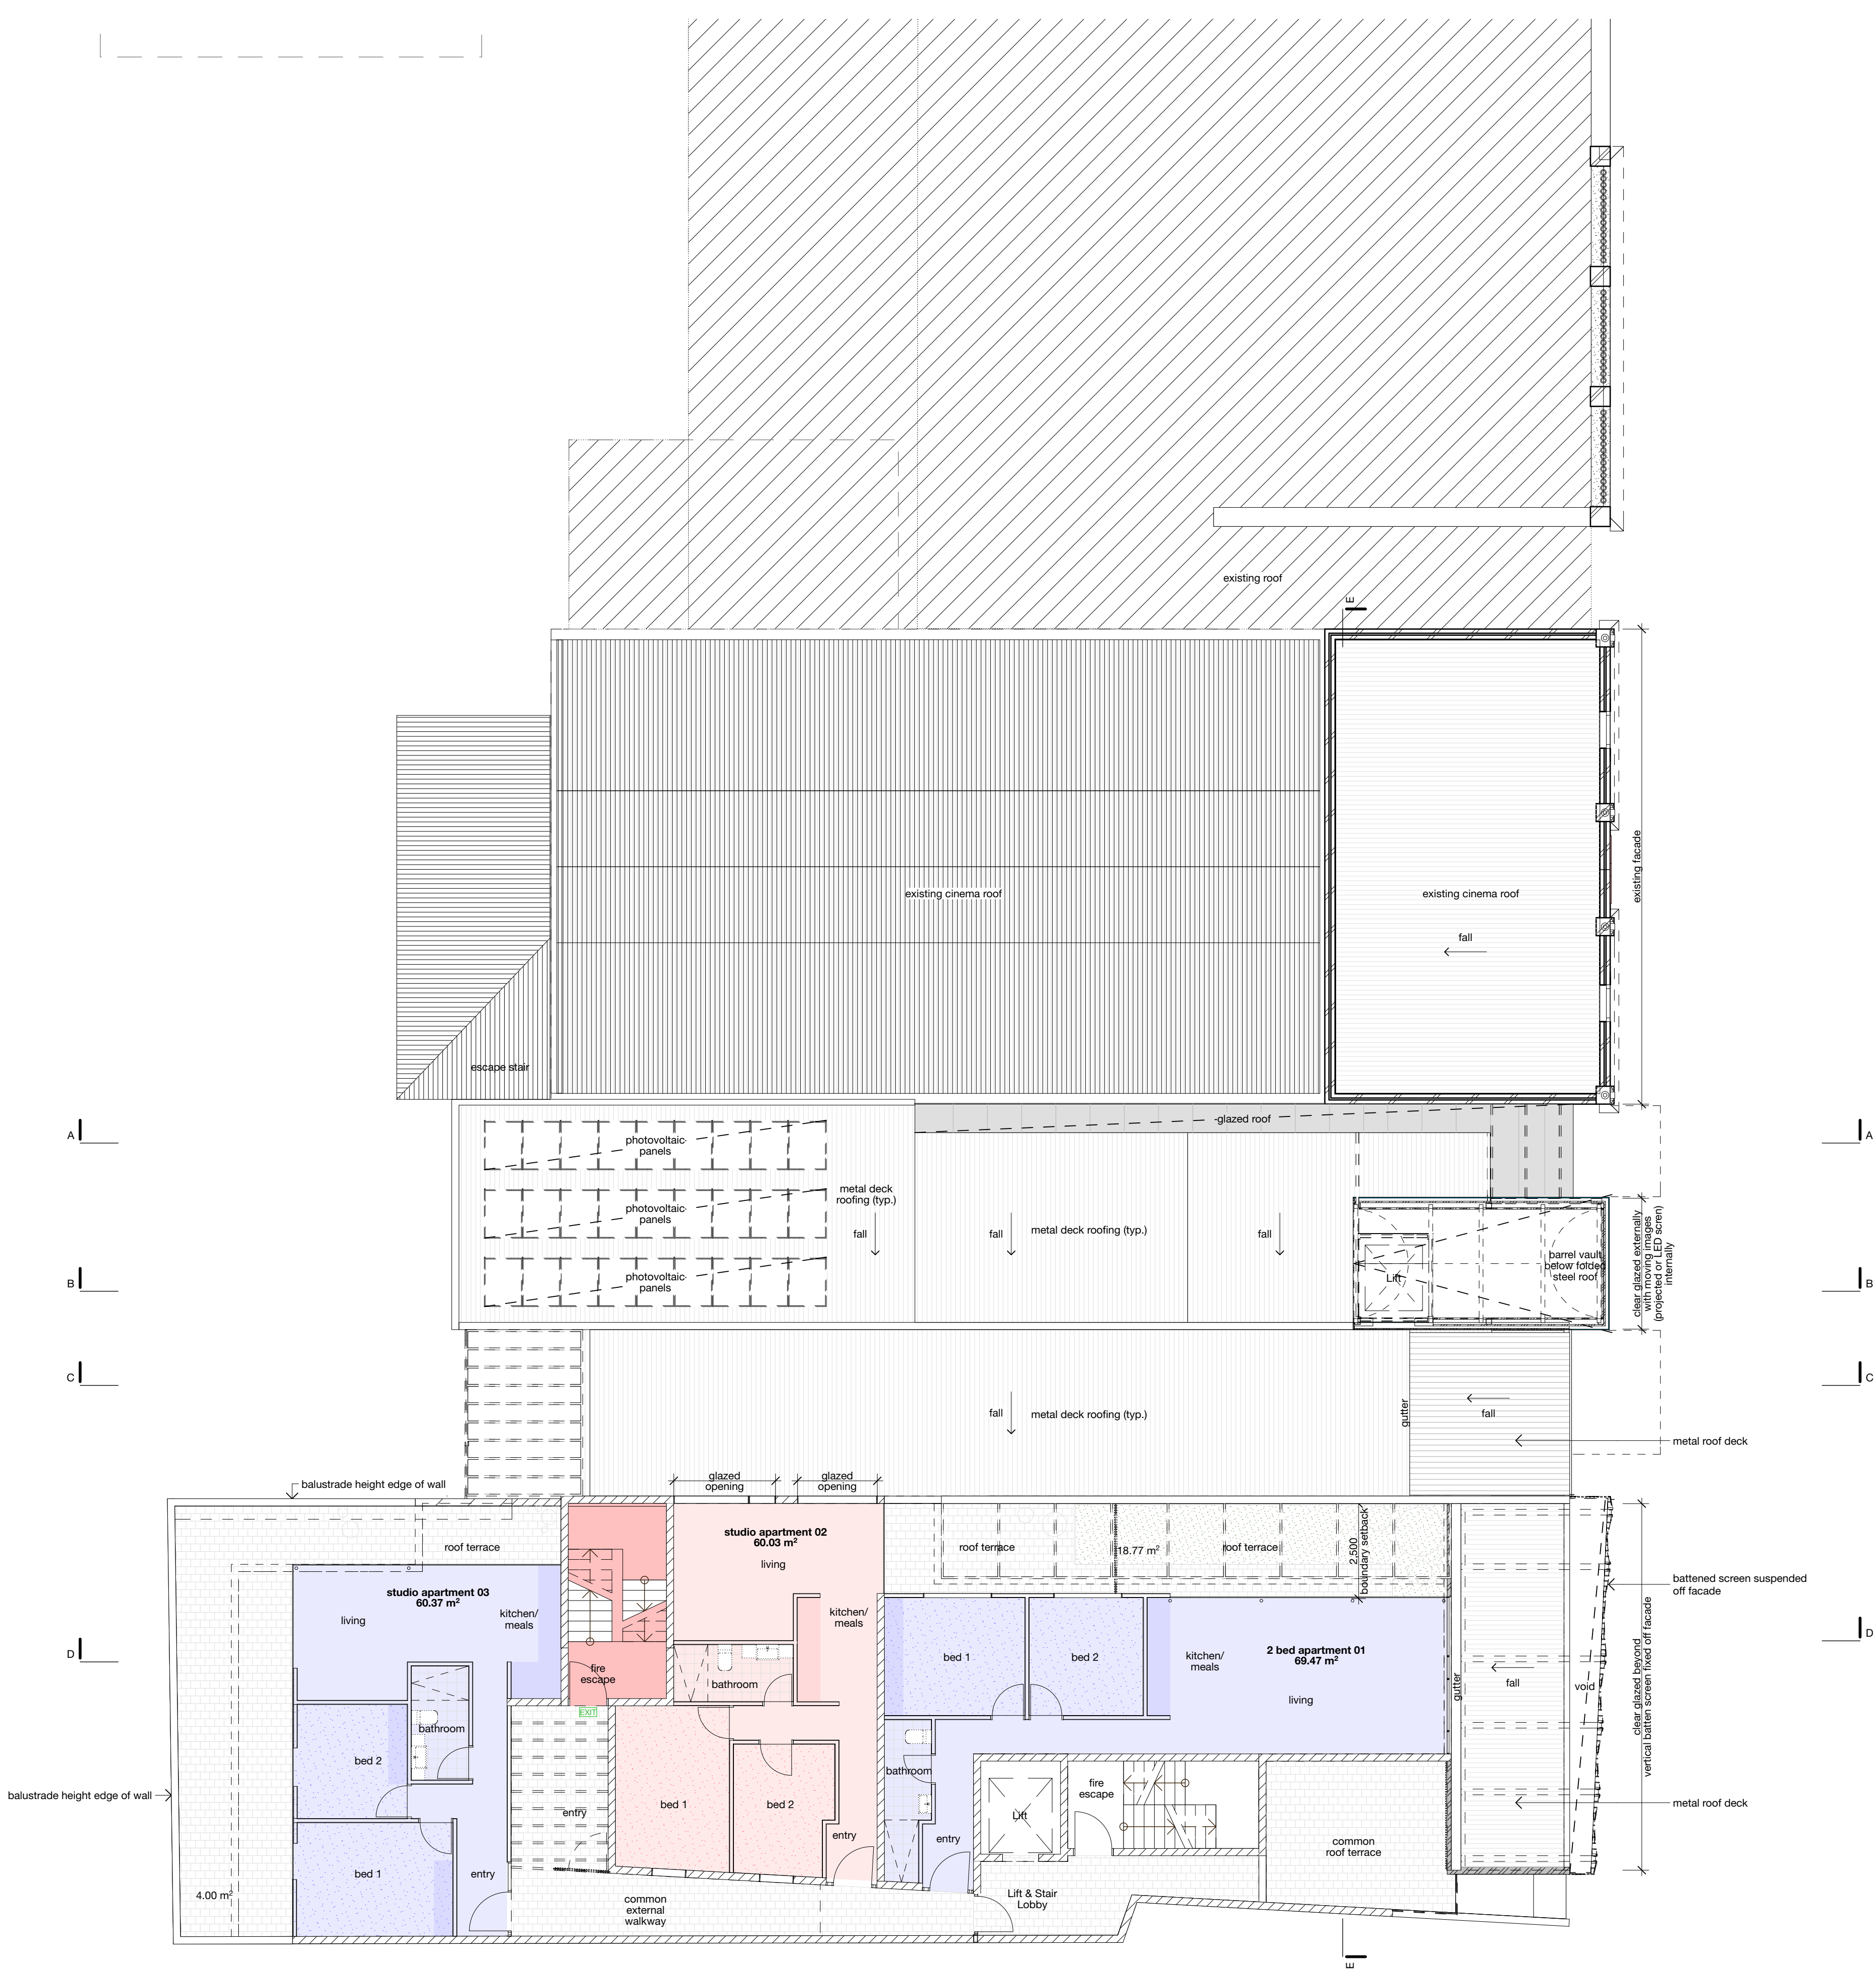 existing roof
E
existing cinema roof
existing cinema roof
fall
existing facade
escape stair
A
glazed roof
A
photovoltaic
panels
metal deck
roofing (typ.)
photovoltaic
panels
fall
fall
metal deck roofing (typ.)
fall
B
photovoltaic
panels
Lift
barrel vault
below folded
steel roof
clear glazed externally
with moving images
(projected or LED scren)
internally
B
C
fall
metal deck roofing (typ.)
gutter
fall
C
metal roof deck
balustrade height edge of wall
glazed
opening
glazed
opening
roof terrace
studio apartment 02
60.03 m²
living
roof terrace
18.77 m²
roof terrace
2,500
boundary setback
studio apartment 03
60.37 m²
living
kitchen/
meals
kitchen/
meals
battened screen suspended
off facade
D
fire
escape
bathroom
bed 1
bed 2
kitchen/
meals
2 bed apartment 01
69.47 m²
living
gutter
fall
void
clear glazed beyond
vertical batten screen fixed off facade
D
EXIT
bathroom
bed 2
bathroom
balustrade height edge of wall
entry
bed 1
bed 2
entry
entry
Lift
fire
escape
metal roof deck
common
roof terrace
bed 1
entry
4.00 m²
common
external
walkway
Lift & Stair
Lobby
E